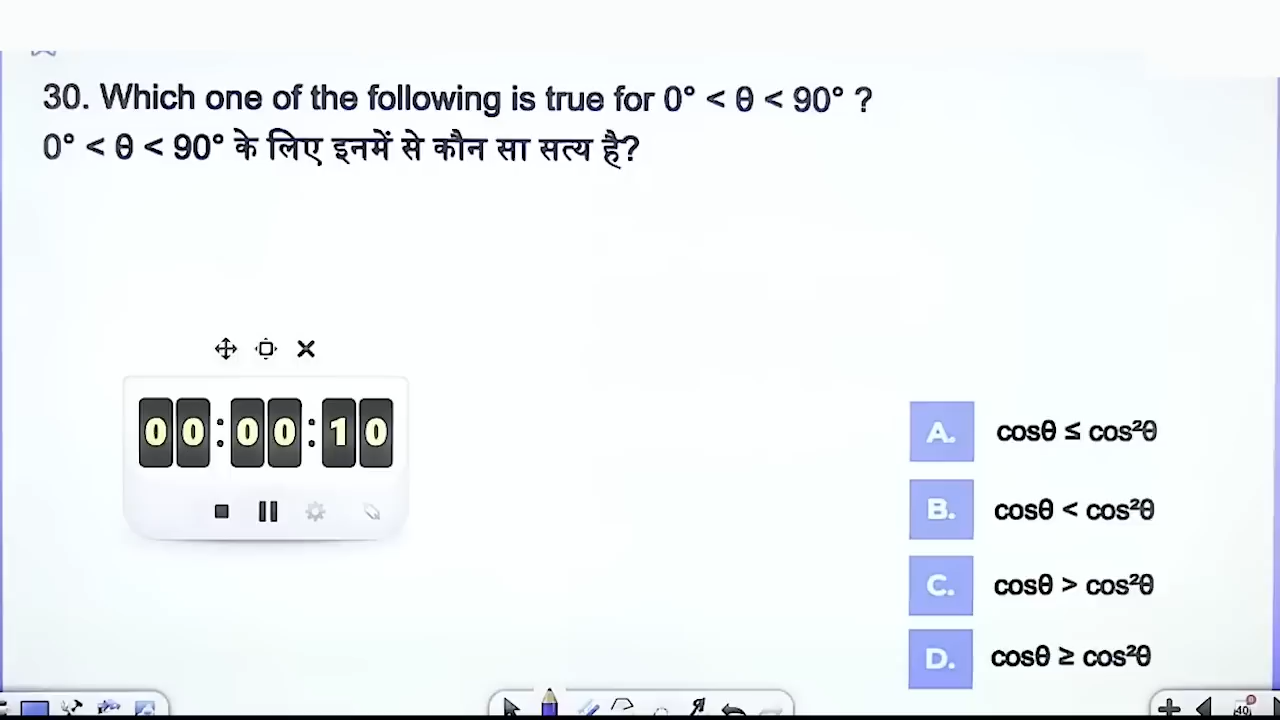 30. Which one of the following is true for 0° < θ < 90° ?
0° < θ < 90° के लिए इनमें से कौन सा सत्य है?
00:00:10
A. cosθ ≤ cos²θ
B. cosθ < cos²θ
C. cosθ > cos²θ
D. cosθ ≥ cos²θ
40